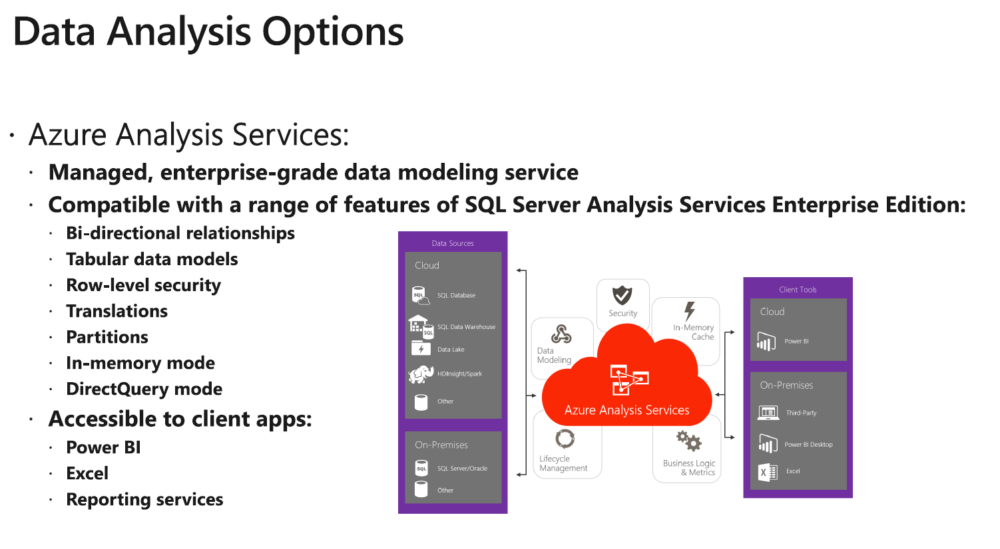 Data Analysis Options
· Azure Analysis Services:
· Managed, enterprise-grade data modeling service
· Compatible with a range of features of SQL Server Analysis Services Enterprise Edition:
· Bi-directional relationships
· Tabular data models
· Row-level security
· Translations
· Partitions
· In-memory mode
· DirectQuery mode
· Accessible to client apps:
· Power BI
· Excel
· Reporting services
Data Sources
Cloud
SQL
SQL Database
SQL
SQL Data Warehouse
Data Lake
HDInsight/Spark
Other
On-Premises
SQL
SQL Server/Oracle
Other
Security
In-Memory
Cache
Data
Modeling
Azure Analysis Services
Lifecycle
Management
Business Logic
& Metrics
Client Tools
Cloud
Power BI
On-Premises
Third-Party
Power BI Desktop
X
Excel